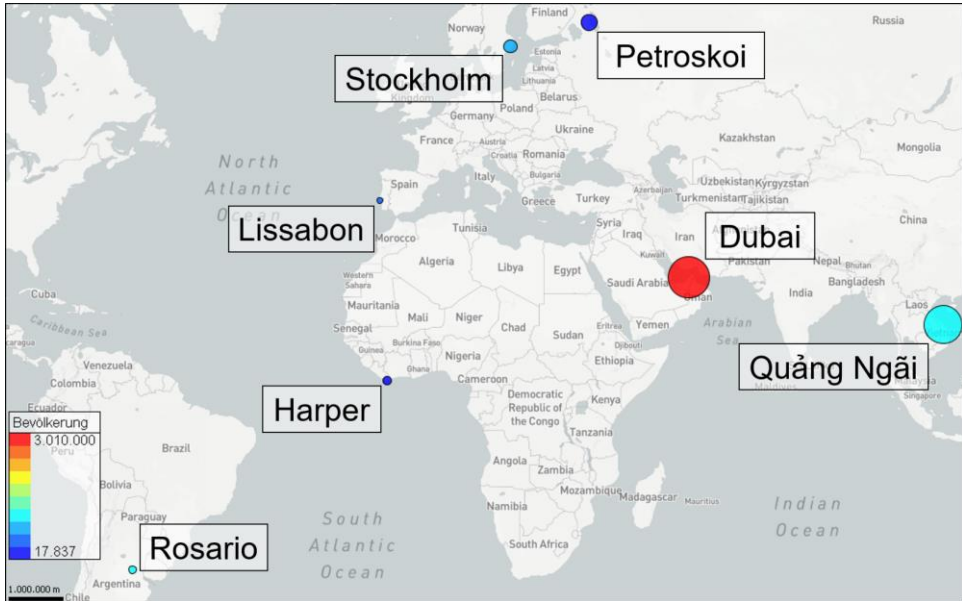 Finland
Norway
Russia
Petroskoi
Stockholm
Estonia
Latvia
Lithuania
Kingdom
Belarus
Poland
Germany
Ukraine
Kazakhstan
France
Austria
Mongolia
Croatia
Romania
North
Atlantic
Ocean
Italy
Bulgaria
Uzbekistan
Kyrgyzstan
Spain
Azerbaijan
Greece
Turkey
Turkmenistan
Tajikistan
Lissabon
Dubai
China
Tunisia
Syria
Morocco
Iraq
Iran
Afghanistan
Algeria
Kuwait
Pakistan
Nepal
Bhutan
Western
Sahara
Libya
Egypt
Saudi Arabia
Bangladesh
India
Cuba
Oman
Laos
Mauritania
Mali
Niger
Caribbean Sea
Chad
Sudan
Eritrea
Yemen
Arabian
Sea
Senegal
Burkina Faso
Djibouti
Guinea
Nigeria
Ethiopia
Ghana
Venezuela
Quảng Ngãi
Cameroon
Colombia
Maldives
Malaysia
Singapore
Harper
Democratic
Republic of
the Congo
Kenya
Ecuador
Bevölkerung
3.010.000
Peru
Brazil
Tanzania
Angola
Zambia
Bolivia
Mozambique
Madagascar
Mauritius
Indian
Ocean
Namibia
Paraguay
South
Atlantic
Ocean
South Africa
17.837
Rosario
Argentina
1.000.000 m
Chile